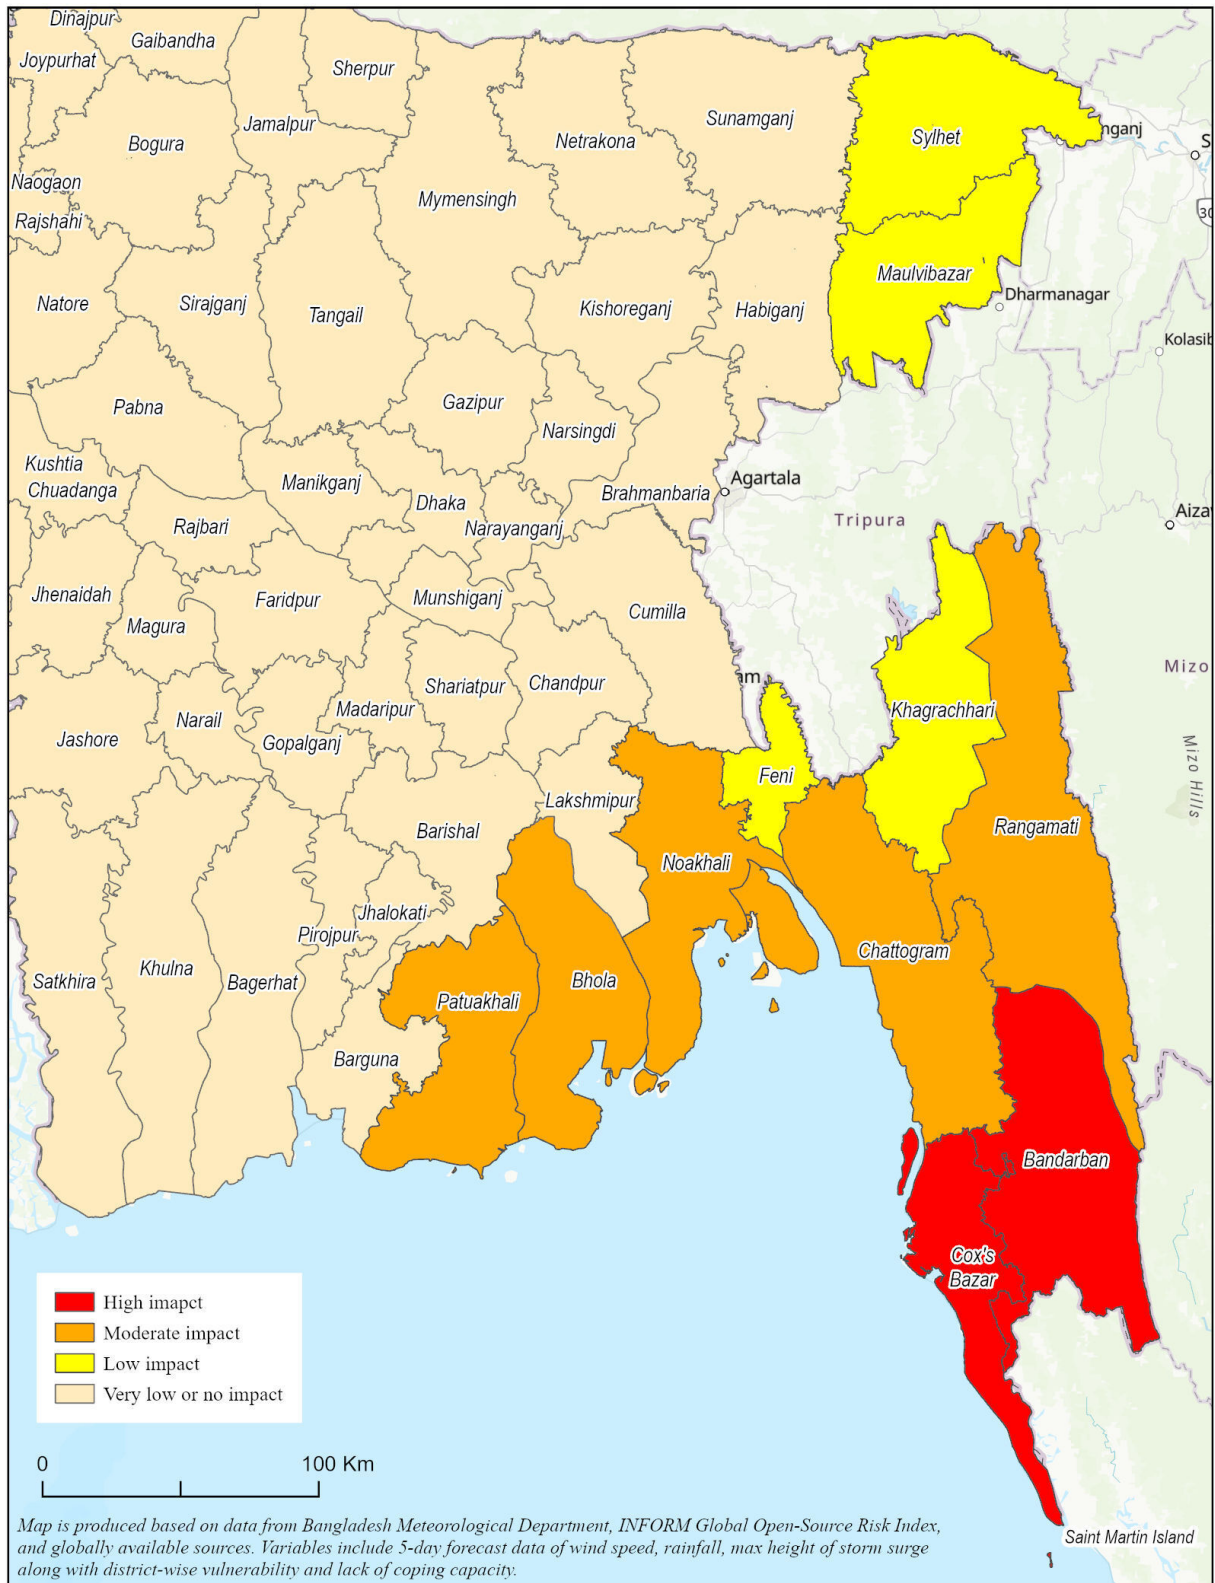 Dinajpur
Gaibandha
Joypurhat
Sherpur
Sunamganj
Jamalpur
Netrakona
Sylhet
nganj
Bogura
S
Naogaon
Mymensingh
Rajshahi
30
Maulvibazar
Natore
Sirajganj
Tangail
Kishoreganj
Habiganj
Dharmanagar
Kolasib
Pabna
Gazipur
Narsingdi
Kushtia
Chuadanga
Manikganj
Dhaka
Brahmanbaria
Agartala
Rajbari
Narayanganj
Tripura
Aizaw
Jhenaidah
Faridpur
Munshiganj
Cumilla
Magura
Mizo
am
Shariatpur
Chandpur
Madaripur
Khagrachhari
Narail
Jashore
Gopalganj
Mizo Hills
Feni
Lakshmipur
Barishal
Rangamati
Noakhali
Jhalokati
Pirojpur
Chattogram
Satkhira
Khulna
Bagerhat
Bhola
Patuakhali
Barguna
Bandarban
Cox's
Bazar
High imapct
Moderate impact
Low impact
Very low or no impact
0 100 Km
Map is produced based on data from Bangladesh Meteorological Department, INFORM Global Open-Source Risk Index,
and globally available sources. Variables include 5-day forecast data of wind speed, rainfall, max height of storm surge
along with district-wise vulnerability and lack of coping capacity.
Saint Martin Island